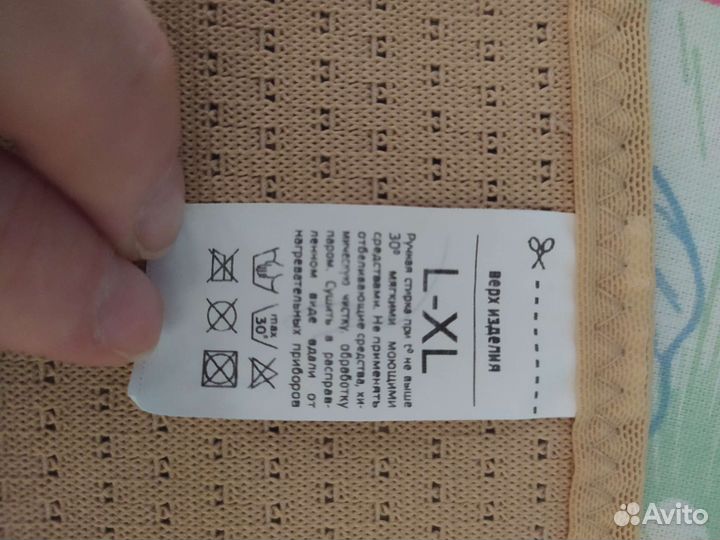 верх изделия
L-XL
Ручная стирка при t° не выше
30° мягкими моющими
средствами. Не применять
отбеливающие средства, хи-
мическую чистку, обработку
паром. Сушить в расправ-
ленном виде вдали от
нагревательных приборов
max
30°
Avito